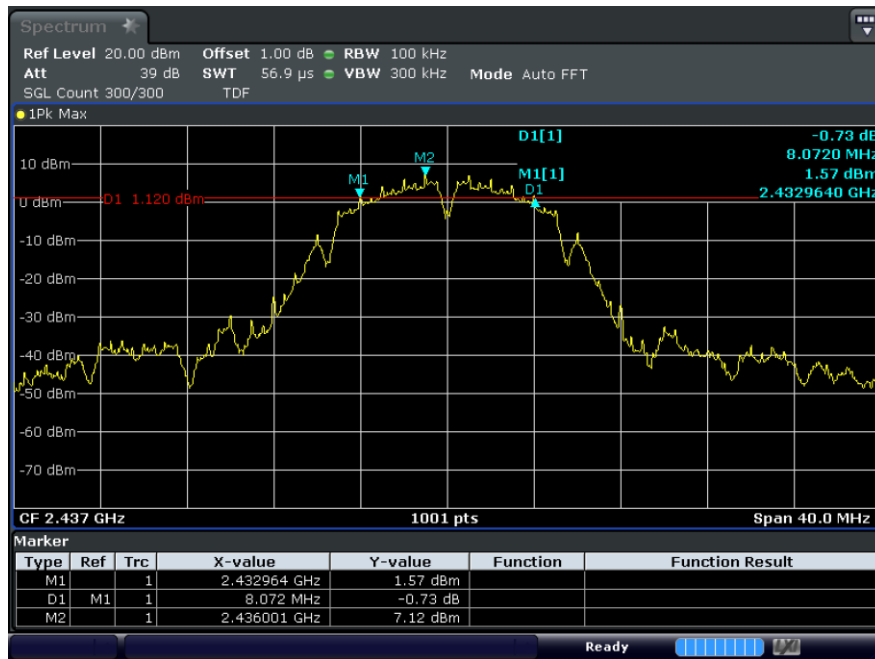 Spectrum
Ref Level 20.00 dBm Offset 1.00 dB RBW 100 kHz
Att 39 dB SWT 56.9 µs VBW 300 kHz Mode Auto FFT
SGL Count 300/300 TDF
1Pk Max
D1[1] -0.73 dB
8.0720 MHz
M1[1] 1.57 dBm
2.4329640 GHz
M1
M2
D1
10 dBm
0 dBm
D1 1.120 dBm
-10 dBm
-20 dBm
-30 dBm
-40 dBm
-50 dBm
-60 dBm
-70 dBm
CF 2.437 GHz 1001 pts Span 40.0 MHz
Marker
Type Ref Trc X-value Y-value Function Function Result
M1 1 2.432964 GHz 1.57 dBm
D1 M1 1 8.072 MHz -0.73 dB
M2 1 2.436001 GHz 7.12 dBm
Ready